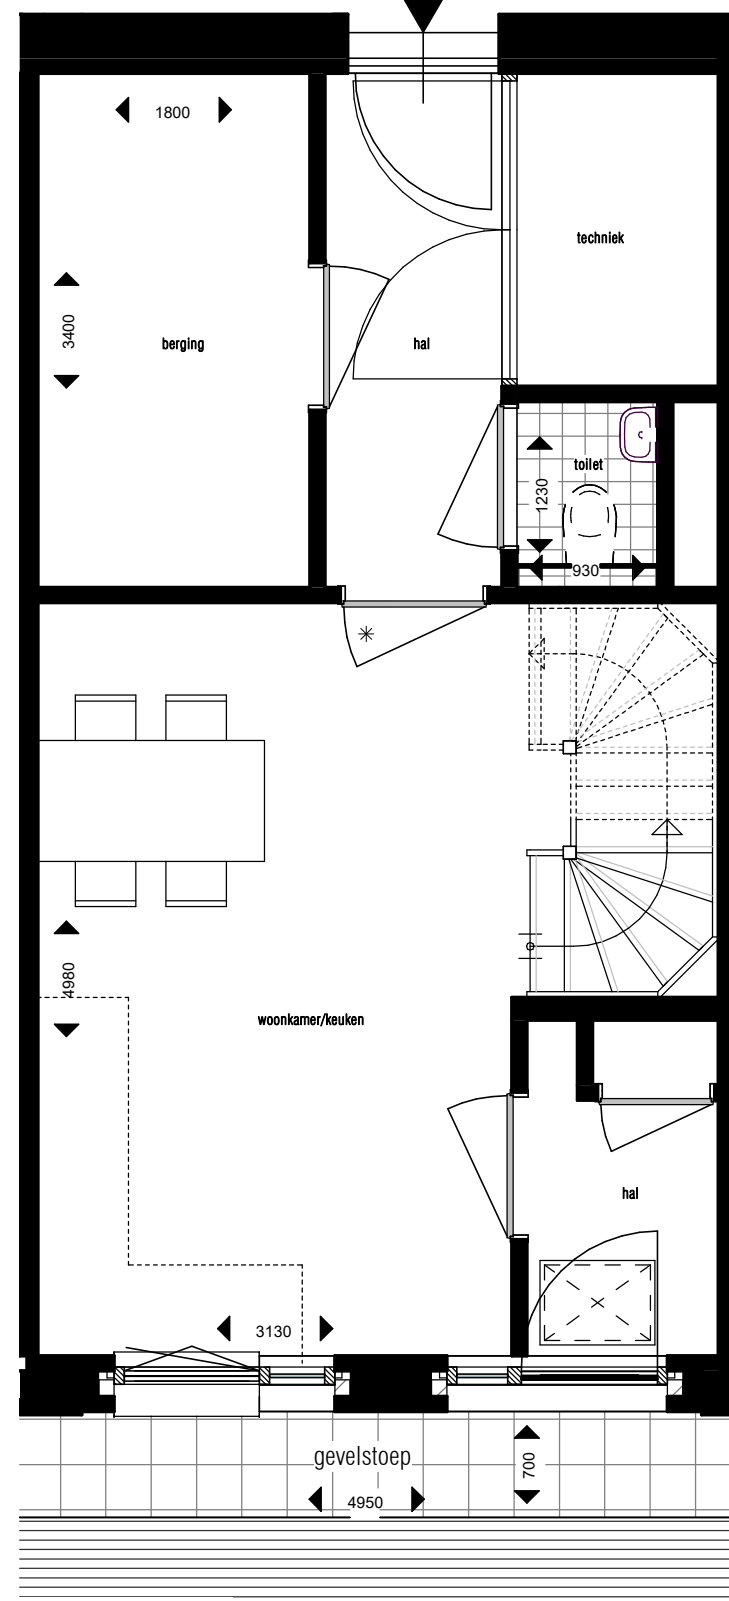 1800
techniek
3400
berging
hal
toilet
1230
930
4980
woonkamer/keuken
hal
3130
gevelstoep
700
4950